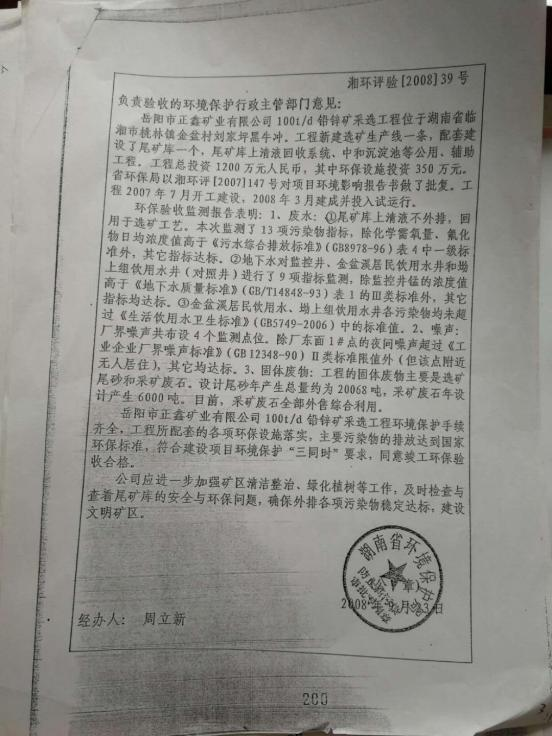 湘环评验[2008]39号
负责验收的环境保护行政主管部门意见:
岳阳市正鑫矿业有限公司100t/d铅锌矿采选工程位于湖南省临
湘市桃林镇金盆村刘家坪黑牛冲。工程新建选矿生产线一条,配套建
设了尾矿库一个,尾矿库上清液回收系统、中和沉淀池等公用、辅助
工程。工程总投资1200万元人民币,其中环保设施投资350万元。
省环保局以湘环评[2007]147号对项目环境影响报告书做了批复。工
程2007年7月开工建设,2008年3月建成并投入试运行。
环保验收监测报告表明:1、废水:①尾矿库上清液不外排,回
用于选矿工艺。本次监测了13项污染物指标,除化学需氧量、氟化
物日均浓度值高于《污水综合排放标准》(GB8978-96)表4中一级标
准外,其它指标达标。②地下水对监控井、金盆溪居民饮用水井和坳
上组饮用水井(对照井)进行了9项指标监测,除监控井锰的浓度值
高于《地下水质量标准》(GB/T14848-93)表1的Ⅲ类标准外,其它
指标均达标。③金盆溪居民饮用水、坳上组饮用水井各污染物均未超
过《生活饮用水卫生标准》(GB5749-2006)中的标准值。2、噪声:
厂界噪声共布设4个监测点位。除厂东面1#点的夜间噪声超过《工
业企业厂界噪声标准》(GB12348-90)Ⅱ类标准限值外(但该点附近
无人居住),其它均达标。3、固体废物:工程的固体废物主要是选矿
尾砂和采矿废石。设计尾砂年产生总量约为20068吨,采矿废石年设
计产生6000吨。目前,采矿废石全部外售综合利用。
岳阳市正鑫矿业有限公司100t/d铅锌矿采选工程环境保护手续
齐全,工程所配套的各项环保设施落实,主要污染物的排放达到国家
环保标准,符合建设项目环境保护“三同时”要求,同意竣工环保验
收合格。
公司应进一步加强矿区清洁整治、绿化植树等工作,及时检查与
查看尾矿库的安全与环保问题,确保外排各项污染物稳定达标,建设
文明矿区。
湖南省环境保护
章)
2008 月 3日
经办人: 周立新
200